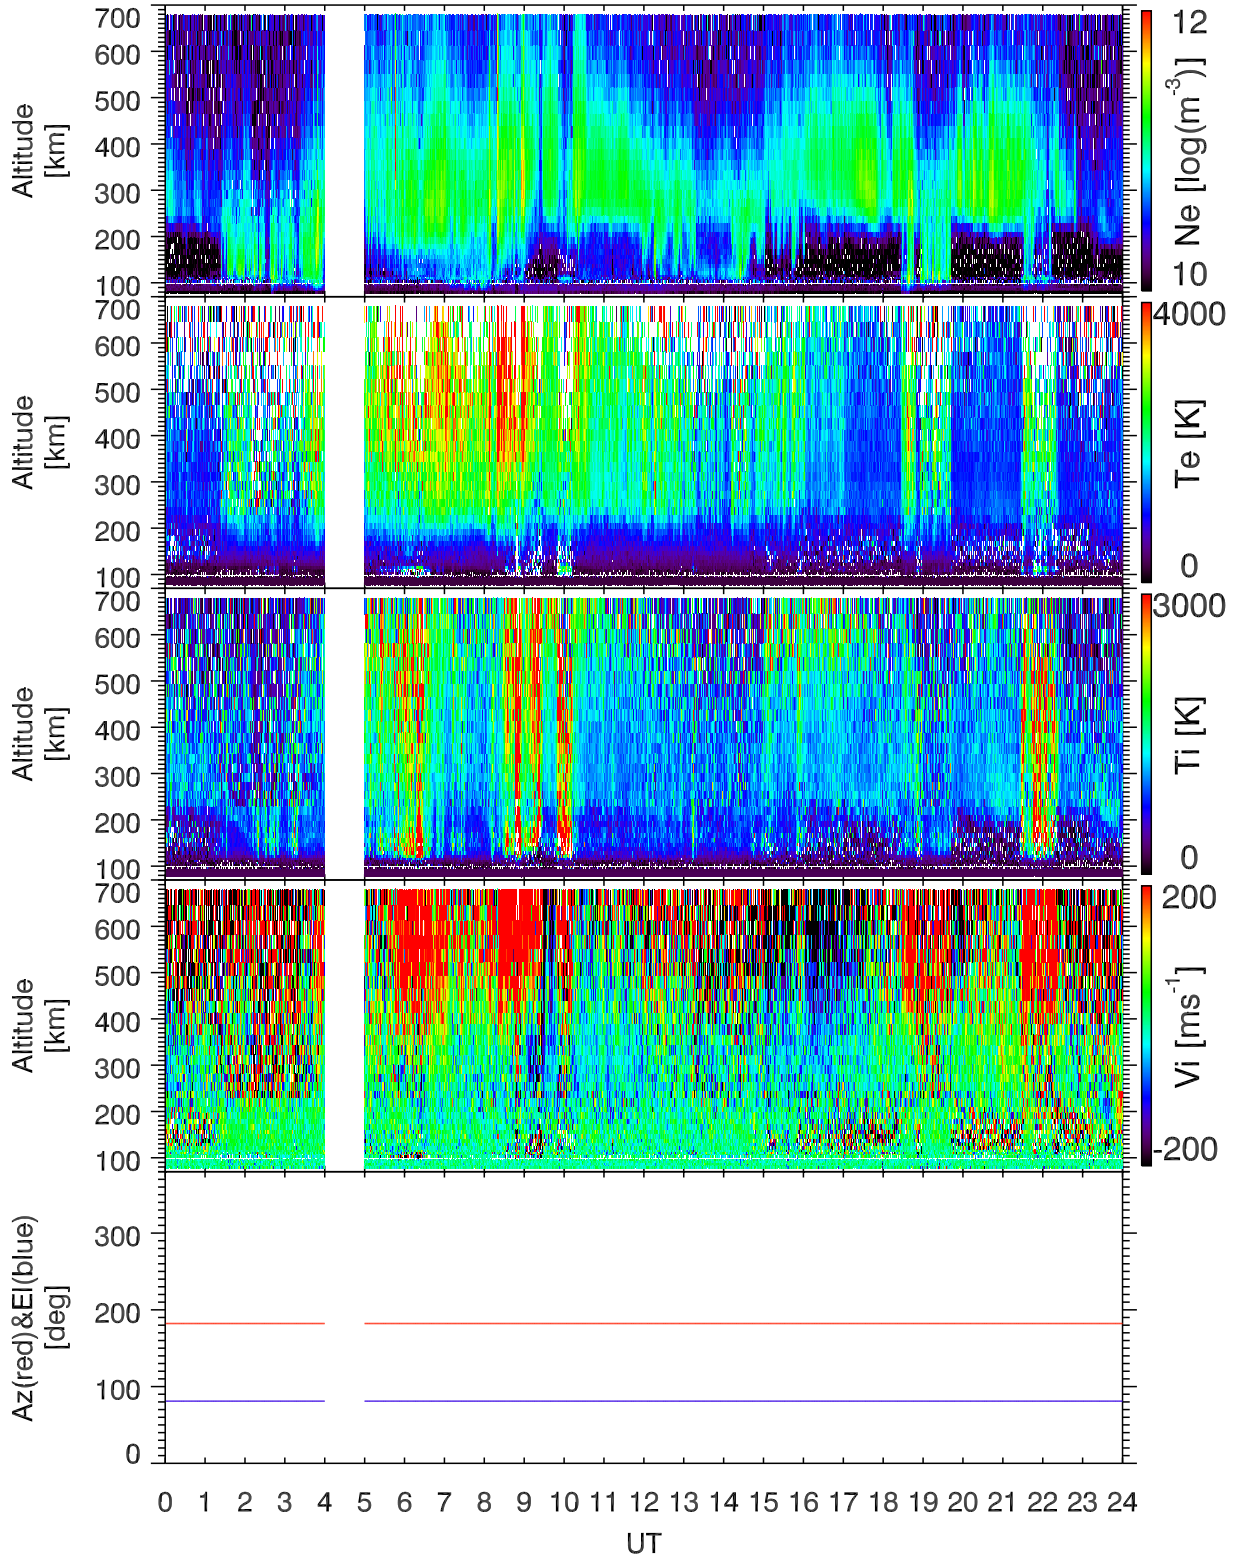 700
600
500
400
300
200
100
Altitude
[km]
12
Ne [log(m⁻³)]
10
700
600
500
400
300
200
100
Altitude
[km]
4000
Te [K]
0
700
600
500
400
300
200
100
Altitude
[km]
3000
Ti [K]
0
700
600
500
400
300
200
100
Altitude
[km]
200
Vi [ms⁻¹]
-200
300
200
100
0
Az(red)&El(blue)
[deg]
0 1 2 3 4 5 6 7 8 9 10 11 12 13 14 15 16 17 18 19 20 21 22 23 24
UT